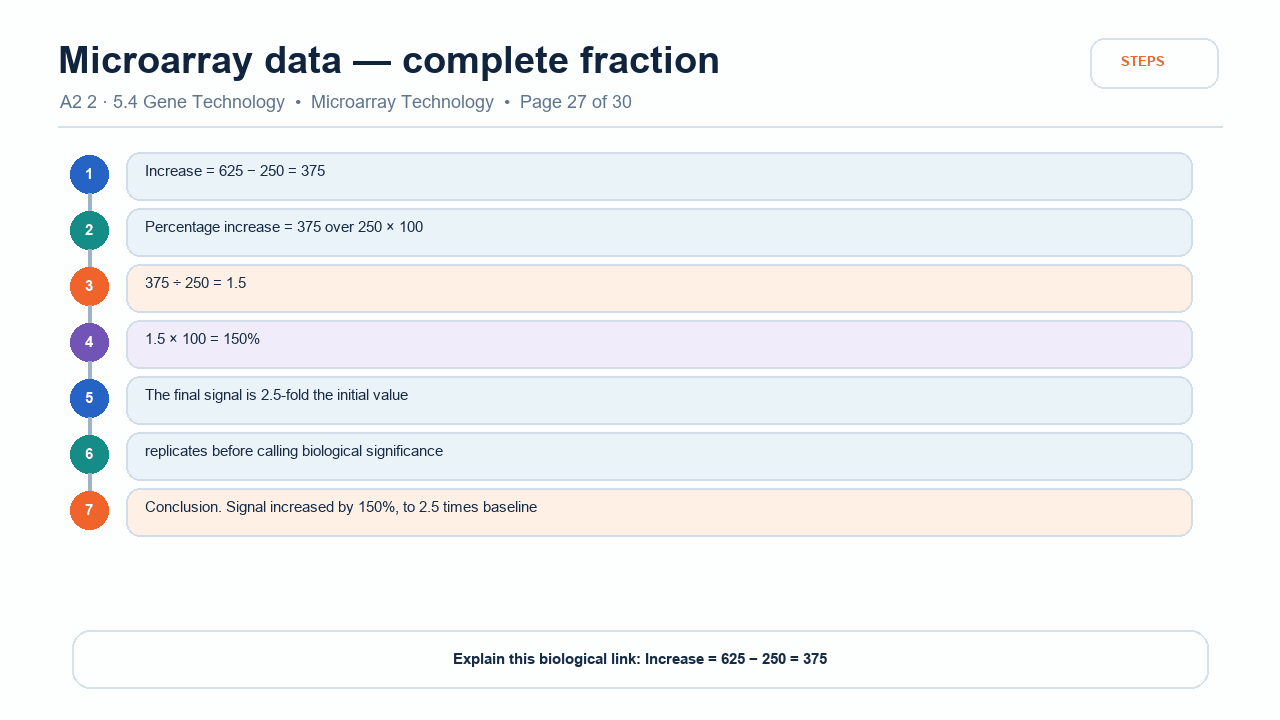 Microarray data — complete fraction
STEPS
A2 2 · 5.4 Gene Technology • Microarray Technology • Page 27 of 30
1
Increase = 625 − 250 = 375
2
Percentage increase = 375 over 250 × 100
3
375 ÷ 250 = 1.5
4
1.5 × 100 = 150%
5
The final signal is 2.5-fold the initial value
6
replicates before calling biological significance
7
Conclusion. Signal increased by 150%, to 2.5 times baseline
Explain this biological link: Increase = 625 − 250 = 375